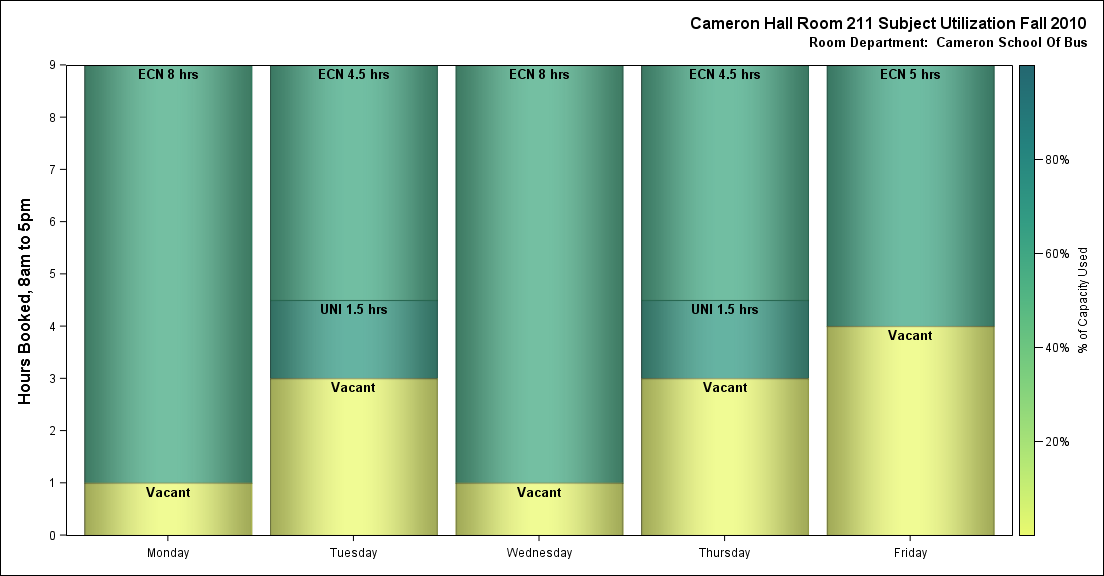 Cameron Hall Room 211 Subject Utilization Fall 2010
Room Department:  Cameron School Of Bus
Hours Booked, 8am to 5pm
9
8
7
6
5
4
3
2
1
0
ECN 8 hrs
Vacant
ECN 4.5 hrs
UNI 1.5 hrs
Vacant
ECN 8 hrs
Vacant
ECN 4.5 hrs
UNI 1.5 hrs
Vacant
ECN 5 hrs
Vacant
Monday
Tuesday
Wednesday
Thursday
Friday
80%
60%
40%
20%
% of Capacity Used